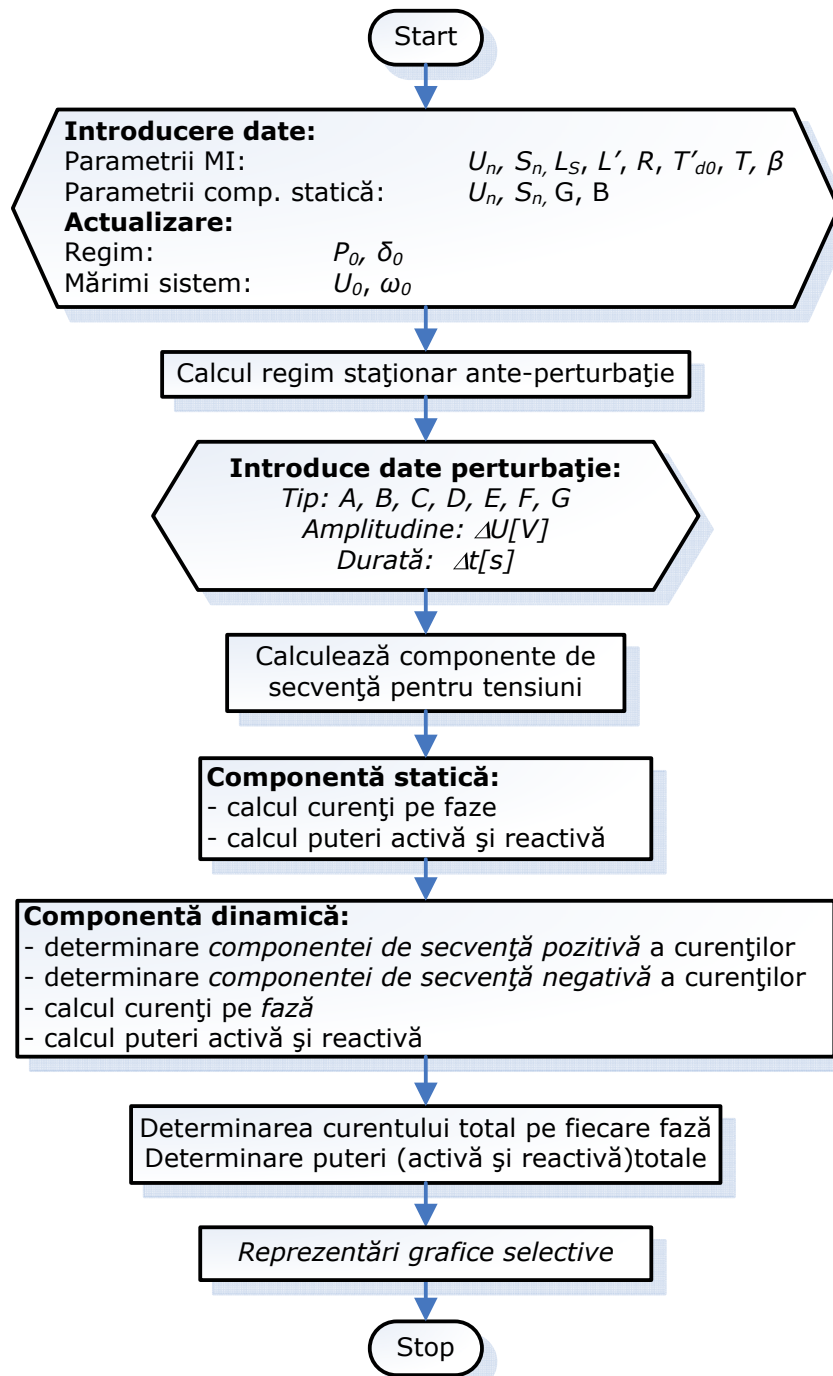 Start
Introducere date:
Parametrii MI: Uₙ, Sₙ, L_S, L′, R, T′_d0, T, β
Parametrii comp. statică: Uₙ, Sₙ, G, B
Actualizare:
Regim: P₀, δ₀
Mărimi sistem: U₀, ω₀
Calcul regim staţionar ante-perturbaţie
Introduce date perturbaţie:
Tip: A, B, C, D, E, F, G
Amplitudine: ΔU[V]
Durată: Δt[s]
Calculează componente de
secvenţă pentru tensiuni
Componentă statică:
- calcul curenţi pe faze
- calcul puteri activă şi reactivă
Componentă dinamică:
- determinare componentei de secvenţă pozitivă a curenţilor
- determinare componentei de secvenţă negativă a curenţilor
- calcul curenţi pe fază
- calcul puteri activă şi reactivă
Determinarea curentului total pe fiecare fază
Determinare puteri (activă şi reactivă)totale
Reprezentări grafice selective
Stop